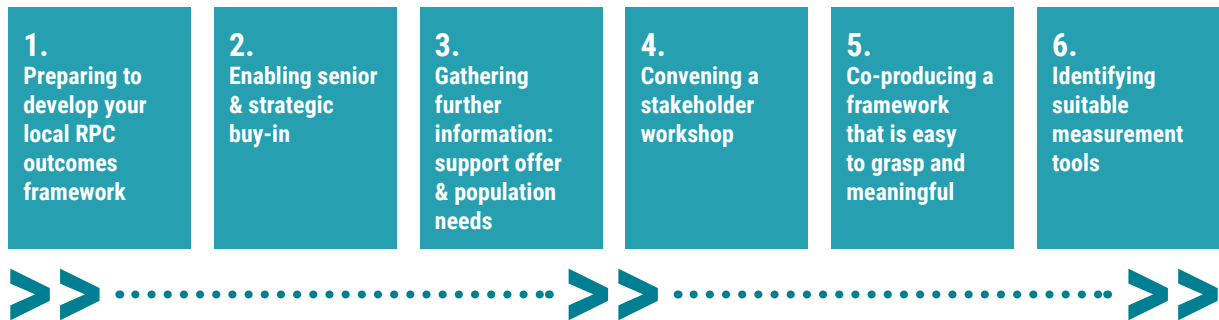 1.
Preparing to
develop your
local RPC
outcomes
framework
2.
Enabling senior
& strategic
buy-in
3.
Gathering
further
information:
support offer
& population
needs
4.
Convening a
stakeholder
workshop
5.
Co-producing a
framework
that is easy
to grasp and
meaningful
6.
Identifying
suitable
measurement
tools